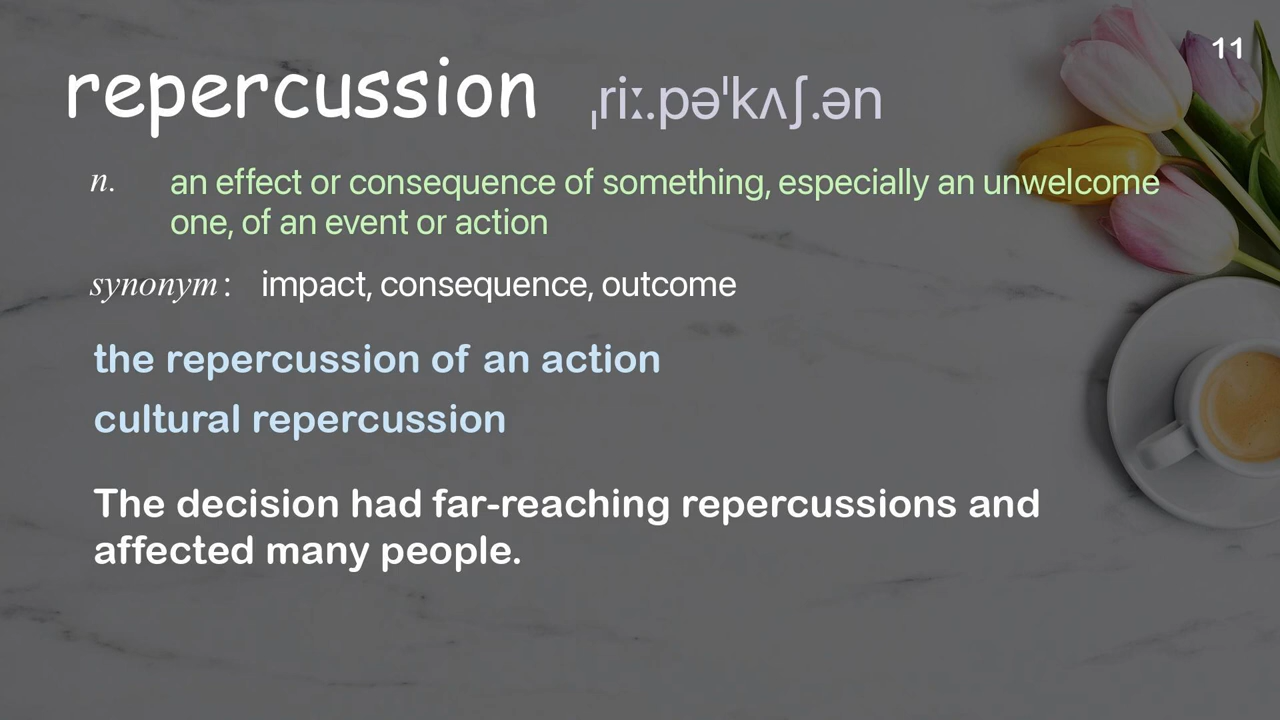 11
repercussion ˌriː.pəˈkʌʃ.ən
n. an effect or consequence of something, especially an unwelcome
one, of an event or action
synonym: impact, consequence, outcome
the repercussion of an action
cultural repercussion
The decision had far-reaching repercussions and
affected many people.